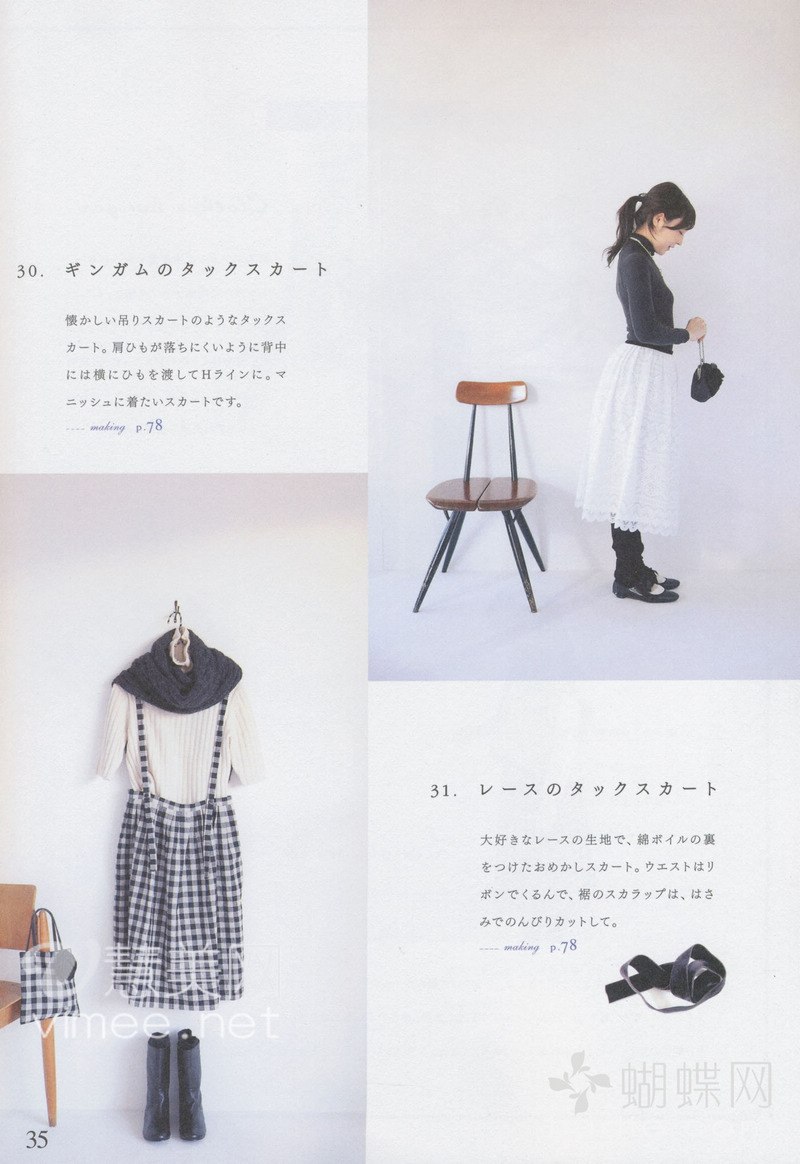 30. ギンガムのタックスカート
懐かしい吊りスカートのようなタックス
カート。肩ひもが落ちにくいように背中
には横にひもを渡してHラインに。マ
ニッシュに着たいスカートです。
---- making p.78
31. レースのタックスカート
大好きなレースの生地で、綿ボイルの裏
をつけたおめかしスカート。ウエストはリ
ボンでくるんで、裾のスカラップは、はさ
みでのんびりカットして。
---- making p.78
慧美网
vimee.net
蝴蝶网
35